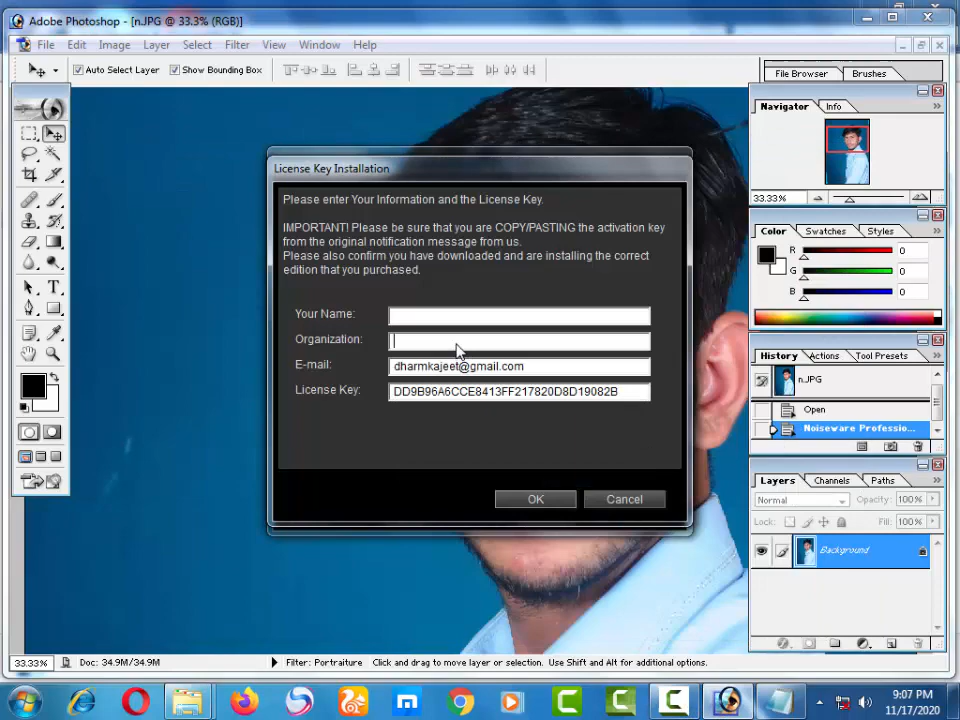 Adobe Photoshop - [n.JPG @ 33.3% (RGB)]
File Edit Image Layer Select Filter View Window Help
Auto Select Layer Show Bounding Box
File Browser Brushes
Navigator Info
33.33%
Color Swatches Styles
R 0
G 0
B 0
History Actions Tool Presets
n.JPG
Open
Noiseware Professio...
Layers Channels Paths
Normal Opacity: 100%
Lock: Fill: 100%
Background
License Key Installation
Please enter Your Information and the License Key.
IMPORTANT! Please be sure that you are COPY/PASTING the activation key
from the original notification message from us.
Please also confirm you have downloaded and are installing the correct
edition that you purchased.
Your Name:
Organization:
E-mail: dharmkajeet@gmail.com
License Key: DD9B96A6CCE8413FF217820D8D19082B
OK Cancel
33.33% Doc: 34.9M/34.9M Filter: Portraiture Click and drag to move layer or selection. Use Shift and Alt for additional options.
9:07 PM
11/17/2020